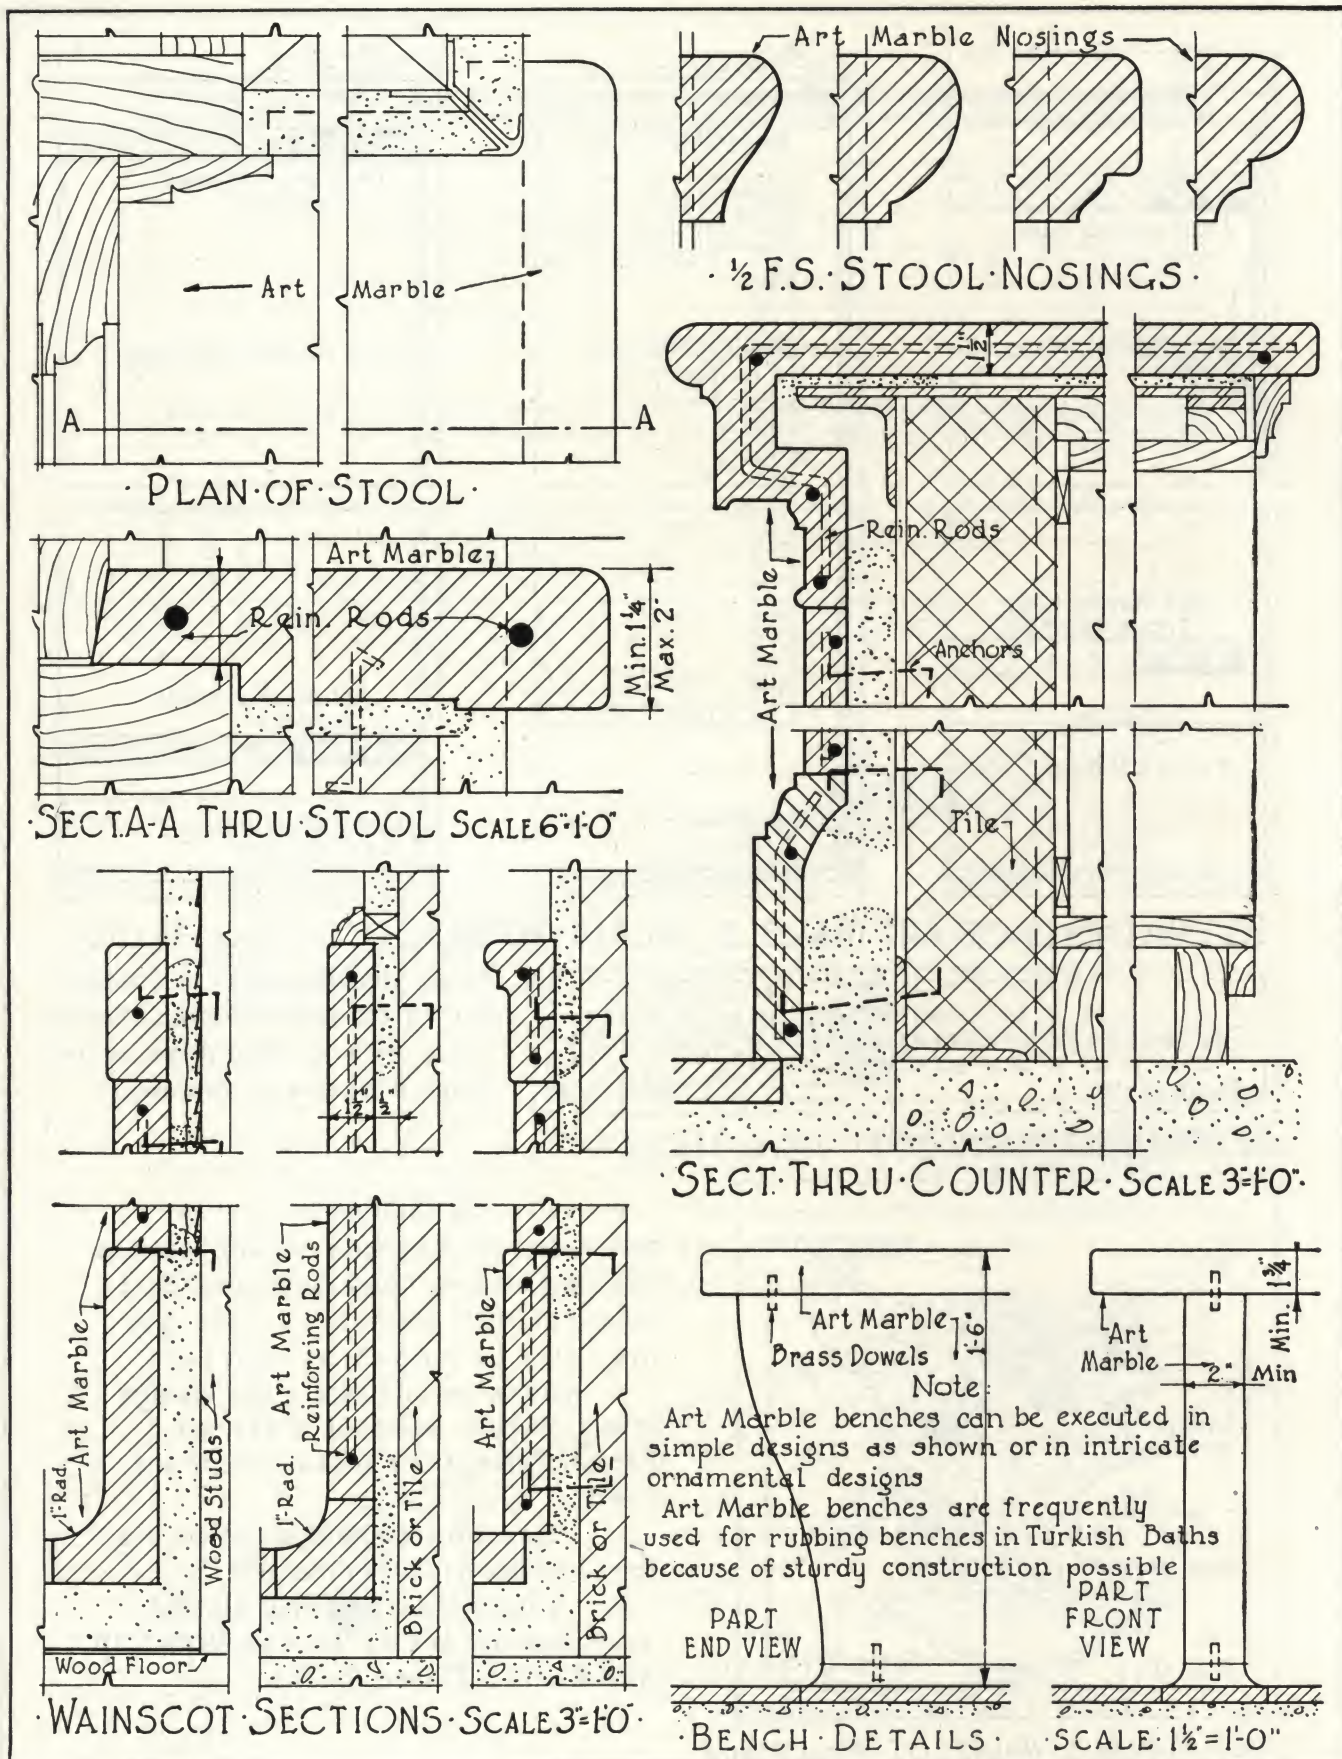 Art Marble
A A
· PLAN · OF · STOOL ·
Art Marble Nosings
· ½ F.S. · STOOL · NOSINGS ·
Art Marble
Rein. Rods
Min. 1¼"
Max. 2"
· SECT. A-A THRU · STOOL SCALE 6"=1'-0"
1½"
Rein. Rods
Art Marble
Anchors
Tile
· SECT. · THRU · COUNTER · SCALE 3"=1'-0" ·
1½" ½"
Art Marble
1" Rad.
Wood Studs
Wood Floor
Art Marble
Reinforcing Rods
1" Rad.
Brick or Tile
Art Marble
Brick or Tile
· WAINSCOT · SECTIONS · SCALE 3"=1'-0" ·
Art Marble
Brass Dowels
1'-6"
Art
Marble
1¾"
Min.
2" Min
Note:
Art Marble benches can be executed in
simple designs as shown or in intricate
ornamental designs
Art Marble benches are frequently
used for rubbing benches in Turkish Baths
because of sturdy construction possible
PART
END VIEW
PART
FRONT
VIEW
· BENCH · DETAILS · · SCALE · 1½" = 1'-0"